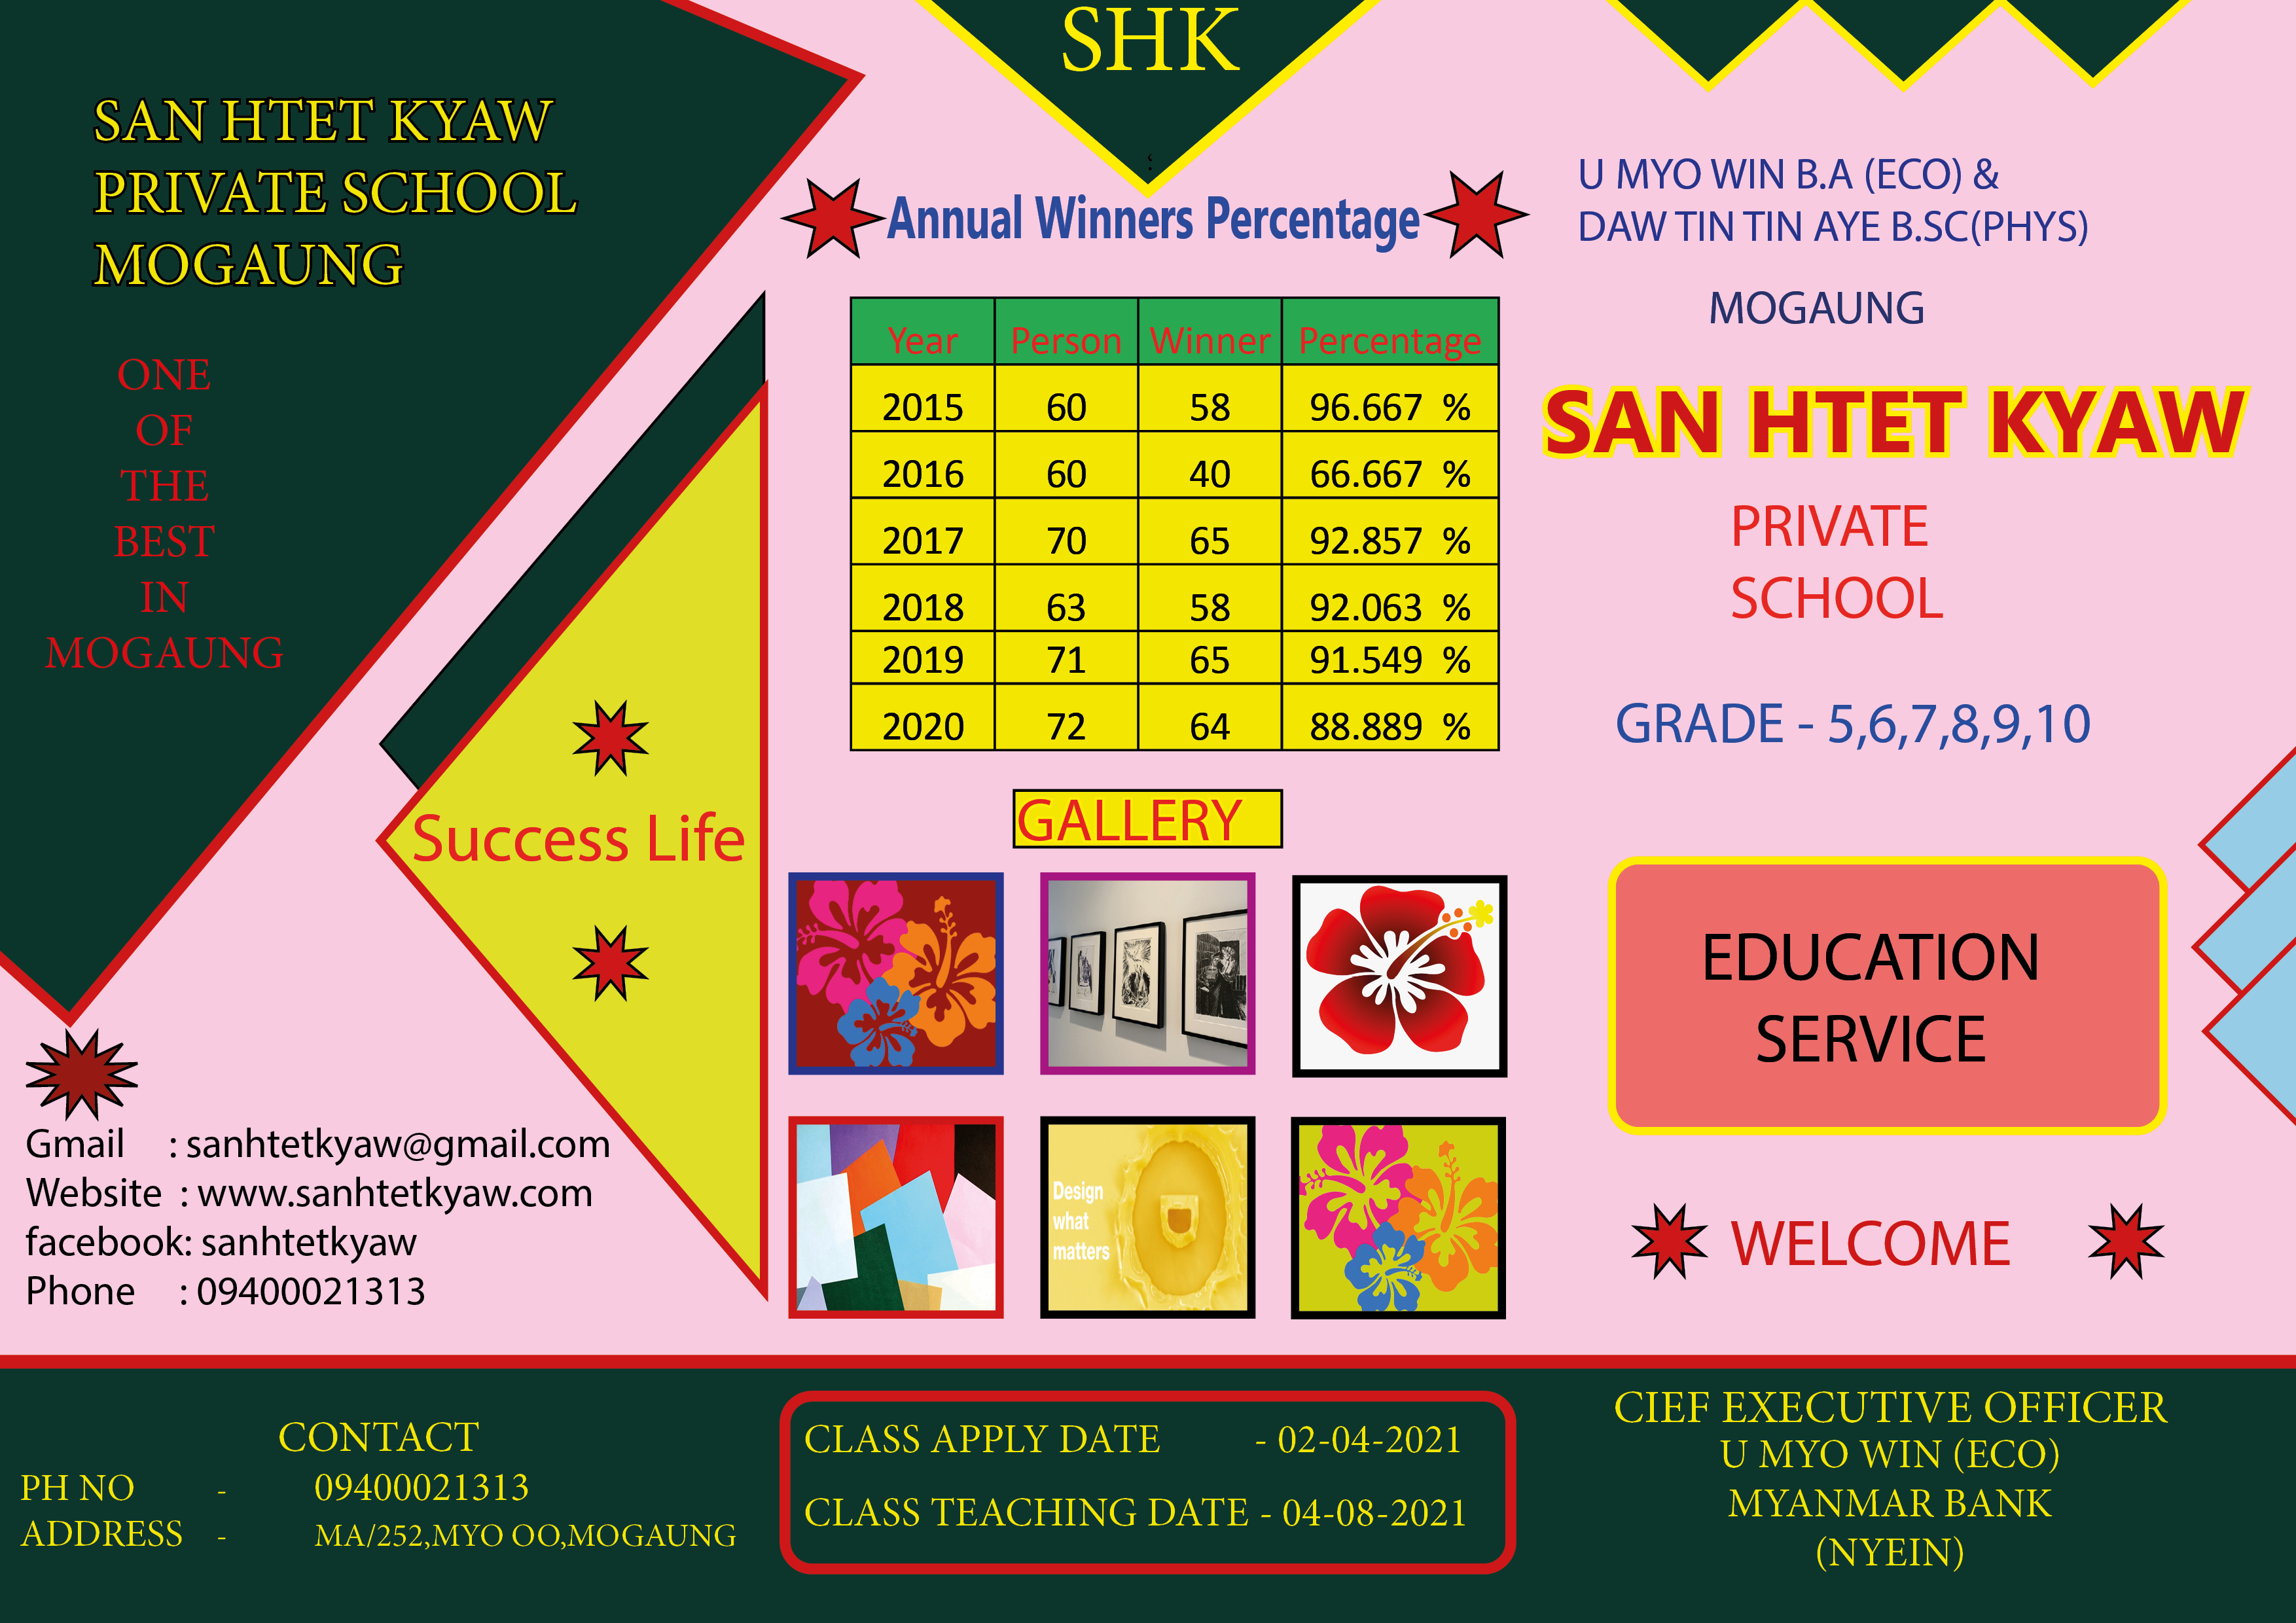 SAN HTET KYAW
PRIVATE SCHOOL
MOGAUNG
ONE
OF
THE
BEST
IN
MOGAUNG
Success Life
Gmail : sanhtetkyaw@gmail.com
Website : www.sanhtetkyaw.com
facebook: sanhtetkyaw
Phone : 09400021313
CONTACT
PH NO - 09400021313
ADDRESS - MA/252,MYO OO,MOGAUNG
SHK
Annual Winners Percentage
Year Person Winner Percentage
2015 60 58 96.667 %
2016 60 40 66.667 %
2017 70 65 92.857 %
2018 63 58 92.063 %
2019 71 65 91.549 %
2020 72 64 88.889 %
GALLERY
Design
what
matters
CLASS APPLY DATE - 02-04-2021
CLASS TEACHING DATE - 04-08-2021
U MYO WIN B.A (ECO) &
DAW TIN TIN AYE B.SC(PHYS)
MOGAUNG
SAN HTET KYAW
PRIVATE
SCHOOL
GRADE - 5,6,7,8,9,10
EDUCATION
SERVICE
WELCOME
CIEF EXECUTIVE OFFICER
U MYO WIN (ECO)
MYANMAR BANK
(NYEIN)